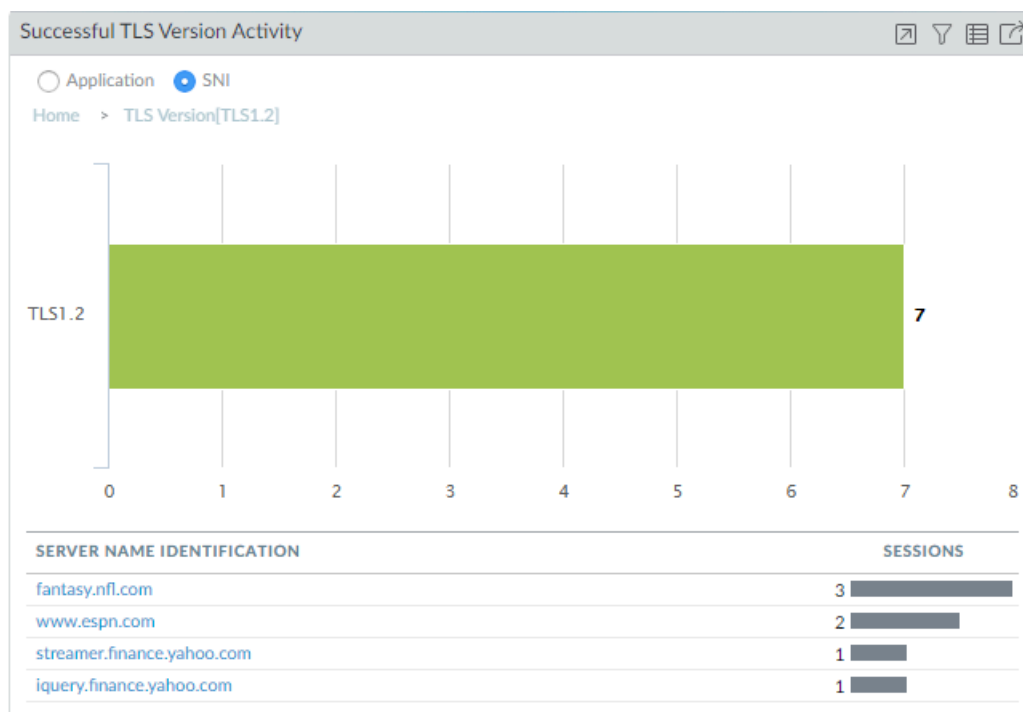 Successful TLS Version Activity
Application SNI
Home > TLS Version[TLS1.2]
TLS1.2
7
0 1 2 3 4 5 6 7 8
SERVER NAME IDENTIFICATION SESSIONS
fantasy.nfl.com 3
www.espn.com 2
streamer.finance.yahoo.com 1
iquery.finance.yahoo.com 1